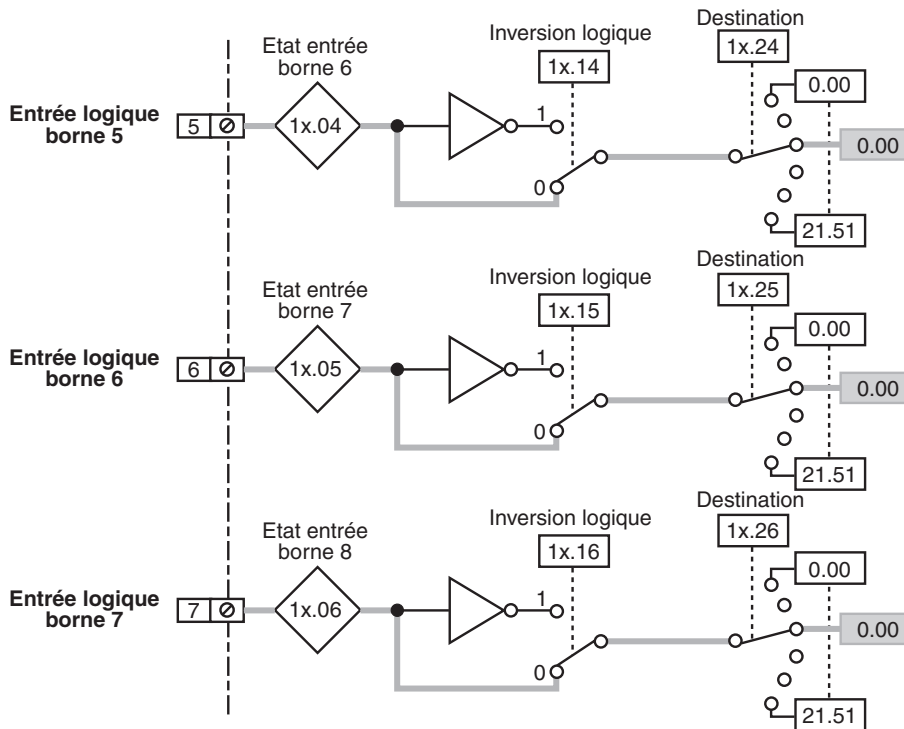 Etat entrée
borne 6
Inversion logique
Destination
1x.14
1x.24
0.00
Entrée logique
borne 5
5
1x.04
1
0
0.00
21.51
Etat entrée
borne 7
Inversion logique
Destination
1x.15
1x.25
0.00
Entrée logique
borne 6
6
1x.05
1
0
0.00
21.51
Etat entrée
borne 8
Inversion logique
Destination
1x.16
1x.26
0.00
Entrée logique
borne 7
7
1x.06
1
0
0.00
21.51